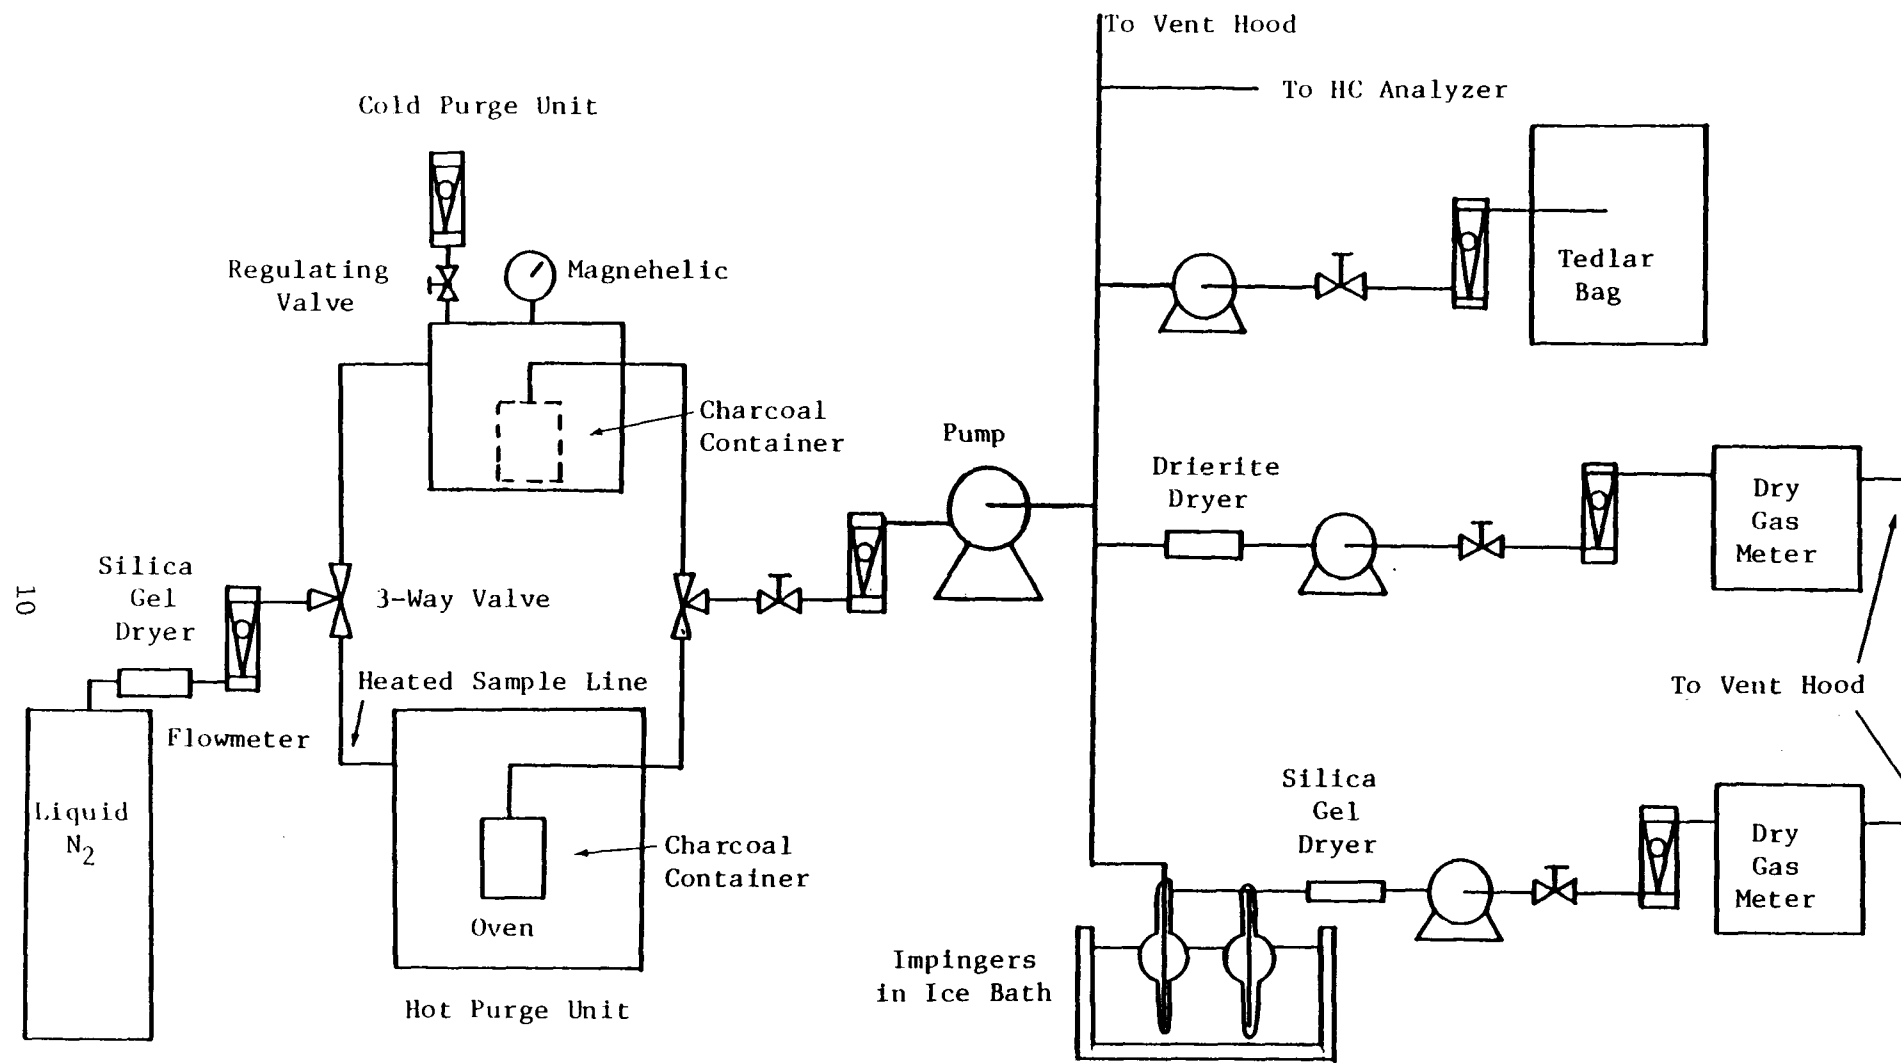 To Vent Hood
To HC Analyzer
Cold Purge Unit
Regulating
Valve
Magnehelic
Tedlar
Bag
Charcoal
Container
Pump
Drierite
Dryer
Dry
Gas
Meter
Silica
Gel
Dryer
3-Way Valve
10
Heated Sample Line
To Vent Hood
Flowmeter
Liquid
N2
Silica
Gel
Dryer
Dry
Gas
Meter
Charcoal
Container
Oven
Impingers
in Ice Bath
Hot Purge Unit